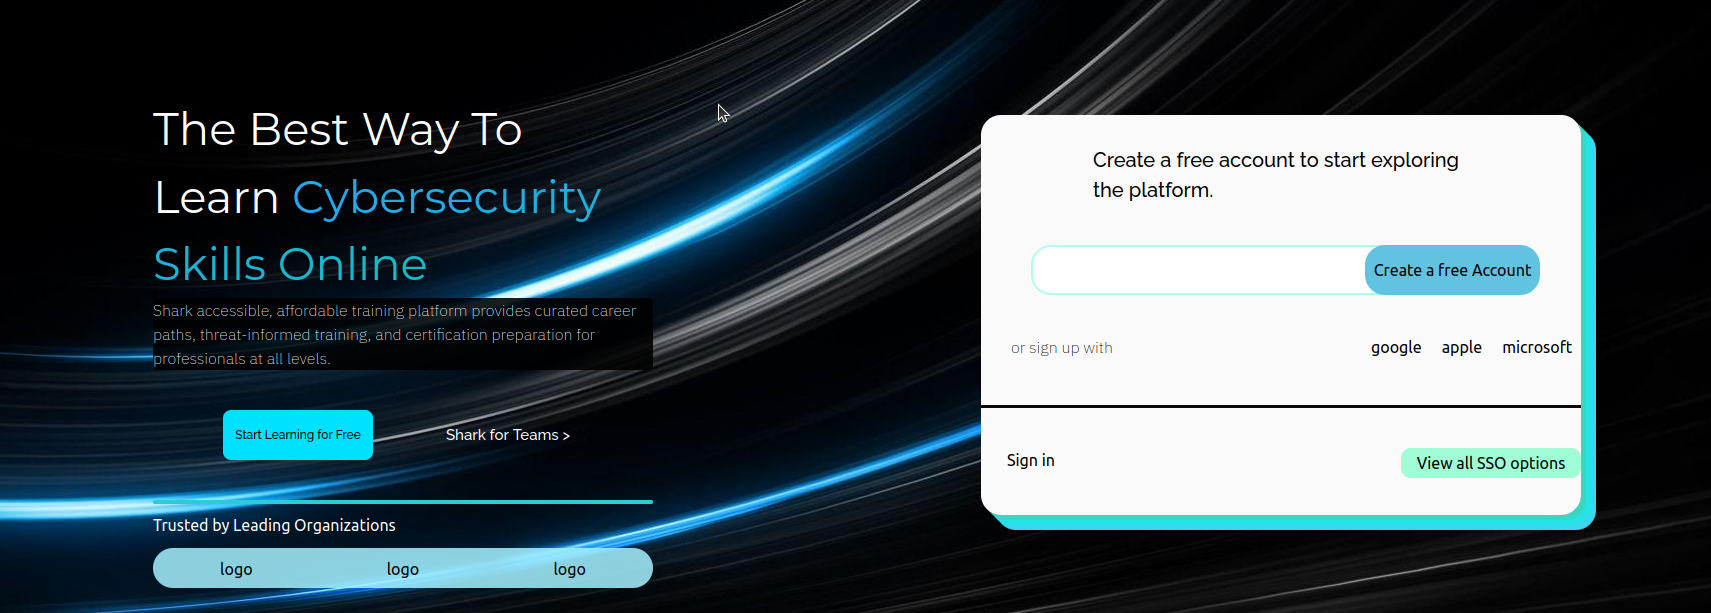 The Best Way To
Learn Cybersecurity
Skills Online
Shark accessible, affordable training platform provides curated career
paths, threat-informed training, and certification preparation for
professionals at all levels.
Start Learning for Free
Shark for Teams >
Trusted by Leading Organizations
logo logo logo
Create a free account to start exploring
the platform.
Create a free Account
or sign up with google apple microsoft
Sign in
View all SSO options